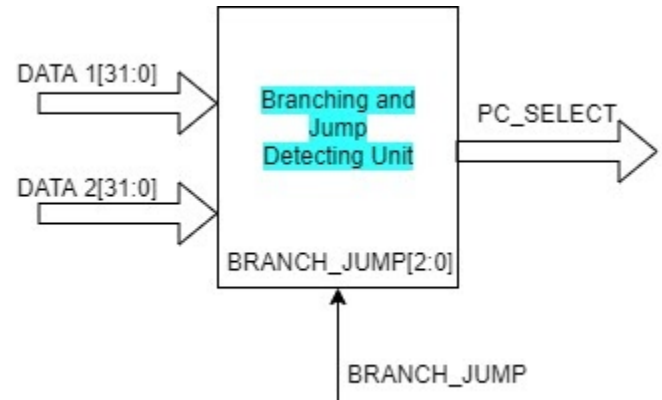 DATA 1[31:0]
Branching and
Jump
Detecting Unit
PC_SELECT
DATA 2[31:0]
BRANCH_JUMP[2:0]
BRANCH_JUMP